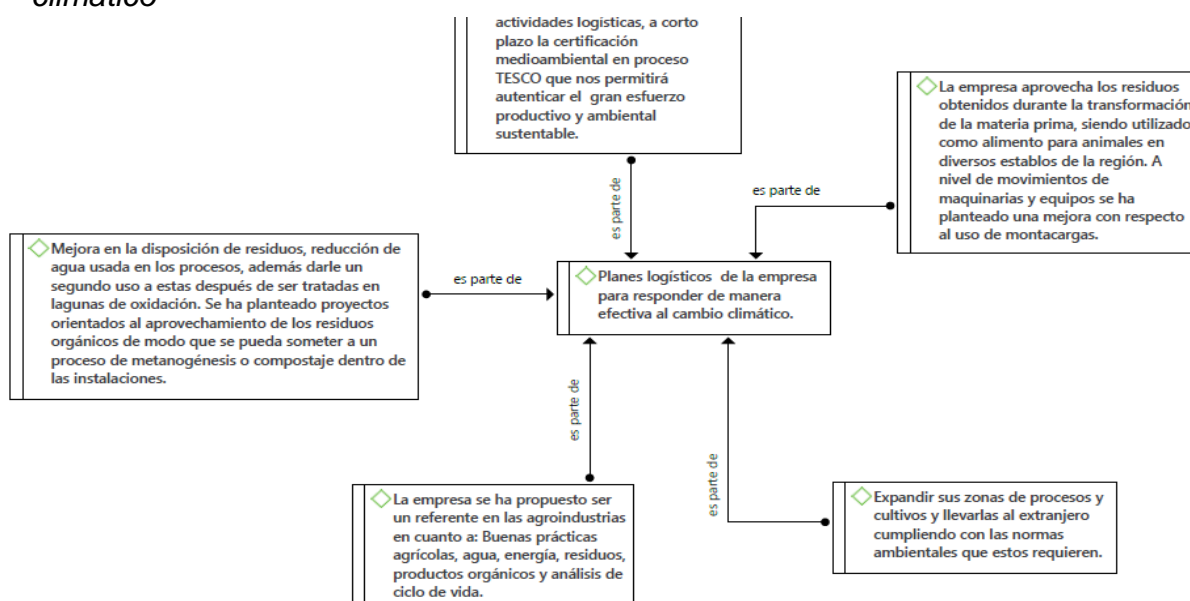 climático
actividades logísticas, a corto
plazo la certificación
medioambiental en proceso
TESCO que nos permitirá
autenticar el gran esfuerzo
productivo y ambiental
sustentable.
La empresa aprovecha los residuos
obtenidos durante la transformación
de la materia prima, siendo utilizado
como alimento para animales en
diversos establos de la región. A
nivel de movimientos de
maquinarias y equipos se ha
planteado una mejora con respecto
al uso de montacargas.
es parte de
es parte de
Mejora en la disposición de residuos, reducción de
agua usada en los procesos, además darle un
segundo uso a estas después de ser tratadas en
lagunas de oxidación. Se ha planteado proyectos
orientados al aprovechamiento de los residuos
orgánicos de modo que se pueda someter a un
proceso de metanogénesis o compostaje dentro de
las instalaciones.
es parte de
Planes logísticos de la empresa
para responder de manera
efectiva al cambio climático.
es parte de
es parte de
La empresa se ha propuesto ser
un referente en las agroindustrias
en cuanto a: Buenas prácticas
agrícolas, agua, energía, residuos,
productos orgánicos y análisis de
ciclo de vida.
Expandir sus zonas de procesos y
cultivos y llevarlas al extranjero
cumpliendo con las normas
ambientales que estos requieren.